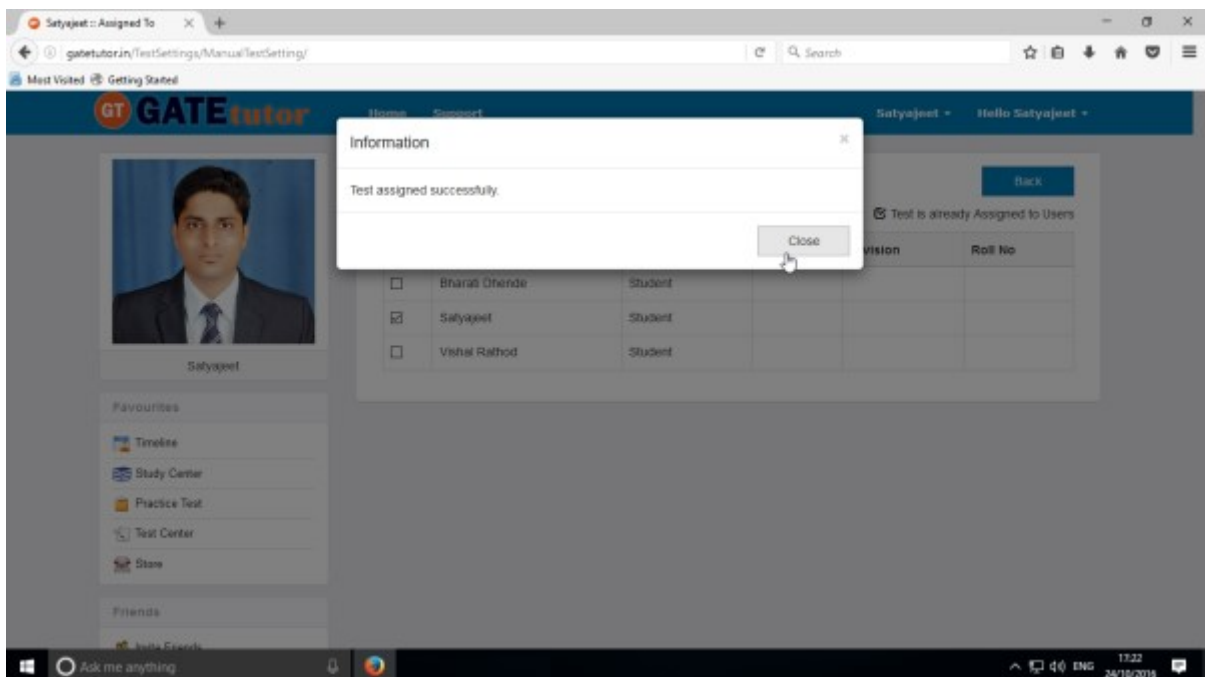 Satyajeet :: Assigned To
gatetutor.in/TestSettings/ManualTestSetting/
Search
Most Visited Getting Started
GT GATEtutor
Home Support
Satyajeet Hello Satyajeet
Information
Test assigned successfully.
Close
Back
Test is already Assigned to Users
vision Roll No
Bharati Dhende Student
Satyajeet Student
Vishal Rathod Student
Satyajeet
Favourites
Timeline
Study Center
Practice Test
Test Center
Store
Friends
Invite Friends
Ask me anything
ENG
17:22
24/10/2016